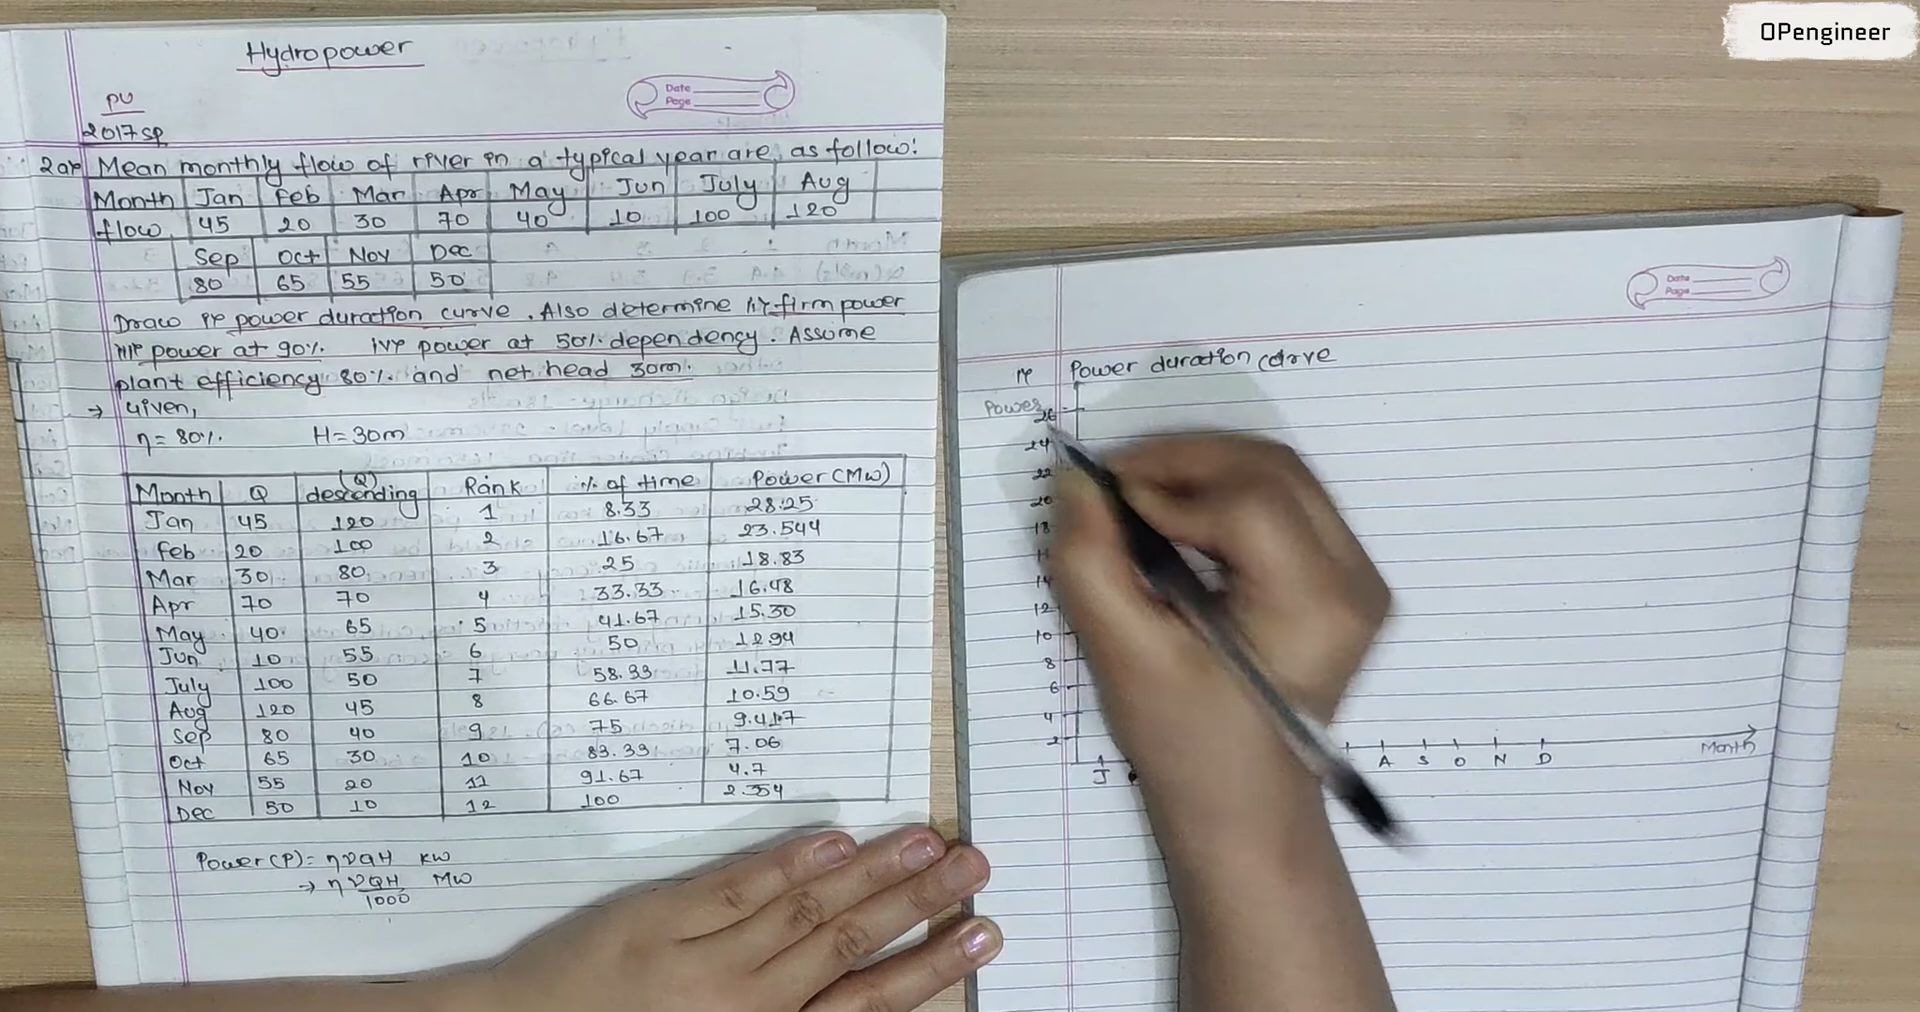 OPengineer
Hydropower
Date
Page
PU
2017 SP
2a) Mean monthly flow of river in a typical year are as follow:
Month Jan Feb Mar Apr May Jun July Aug
flow 45 20 30 70 40 10 100 120
Sep Oct Nov Dec
80 65 55 50
Draw i) power duration curve. Also determine ii) firm power
iii) power at 90% iv) power at 50% dependency. Assume
plant efficiency 80% and net head 30m.
→ Given,
η = 80% H = 30m
Month Q (Q) descending Rank % of time Power (MW)
Jan 45 120 1 8.33 28.25
Feb 20 100 2 16.67 23.544
Mar 30 80 3 25 18.83
Apr 70 70 4 33.33 16.48
May 40 65 5 41.67 15.30
Jun 10 55 6 50 12.94
July 100 50 7 58.33 11.77
Aug 120 45 8 66.67 10.59
Sep 80 40 9 75 9.417
Oct 65 30 10 83.33 7.06
Nov 55 20 11 91.67 4.7
Dec 50 10 12 100 2.354
Power (P) = ηγQH KW
→ ηγQH MW
1000
Date
Page
i) Power duration curve
Power
26
24
22
20
18
14
12
10
8
6
4
2
J A S O N D
Month